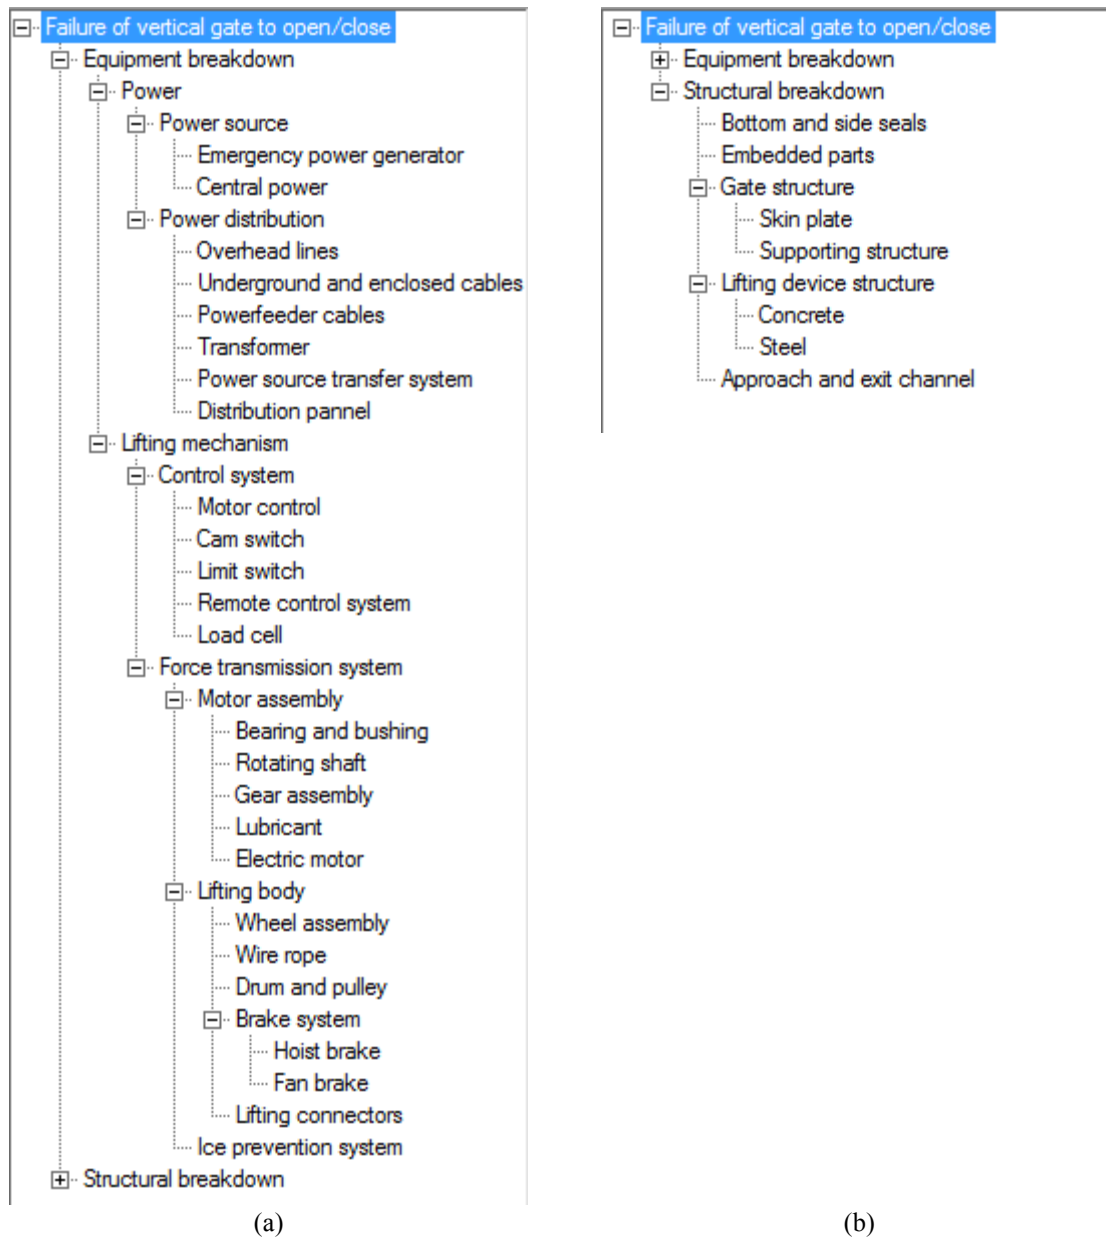 Failure of vertical gate to open/close
Equipment breakdown
Power
Power source
Emergency power generator
Central power
Power distribution
Overhead lines
Underground and enclosed cables
Powerfeeder cables
Transformer
Power source transfer system
Distribution pannel
Lifting mechanism
Control system
Motor control
Cam switch
Limit switch
Remote control system
Load cell
Force transmission system
Motor assembly
Bearing and bushing
Rotating shaft
Gear assembly
Lubricant
Electric motor
Lifting body
Wheel assembly
Wire rope
Drum and pulley
Brake system
Hoist brake
Fan brake
Lifting connectors
Ice prevention system
Structural breakdown
(a)
Failure of vertical gate to open/close
Equipment breakdown
Structural breakdown
Bottom and side seals
Embedded parts
Gate structure
Skin plate
Supporting structure
Lifting device structure
Concrete
Steel
Approach and exit channel
(b)